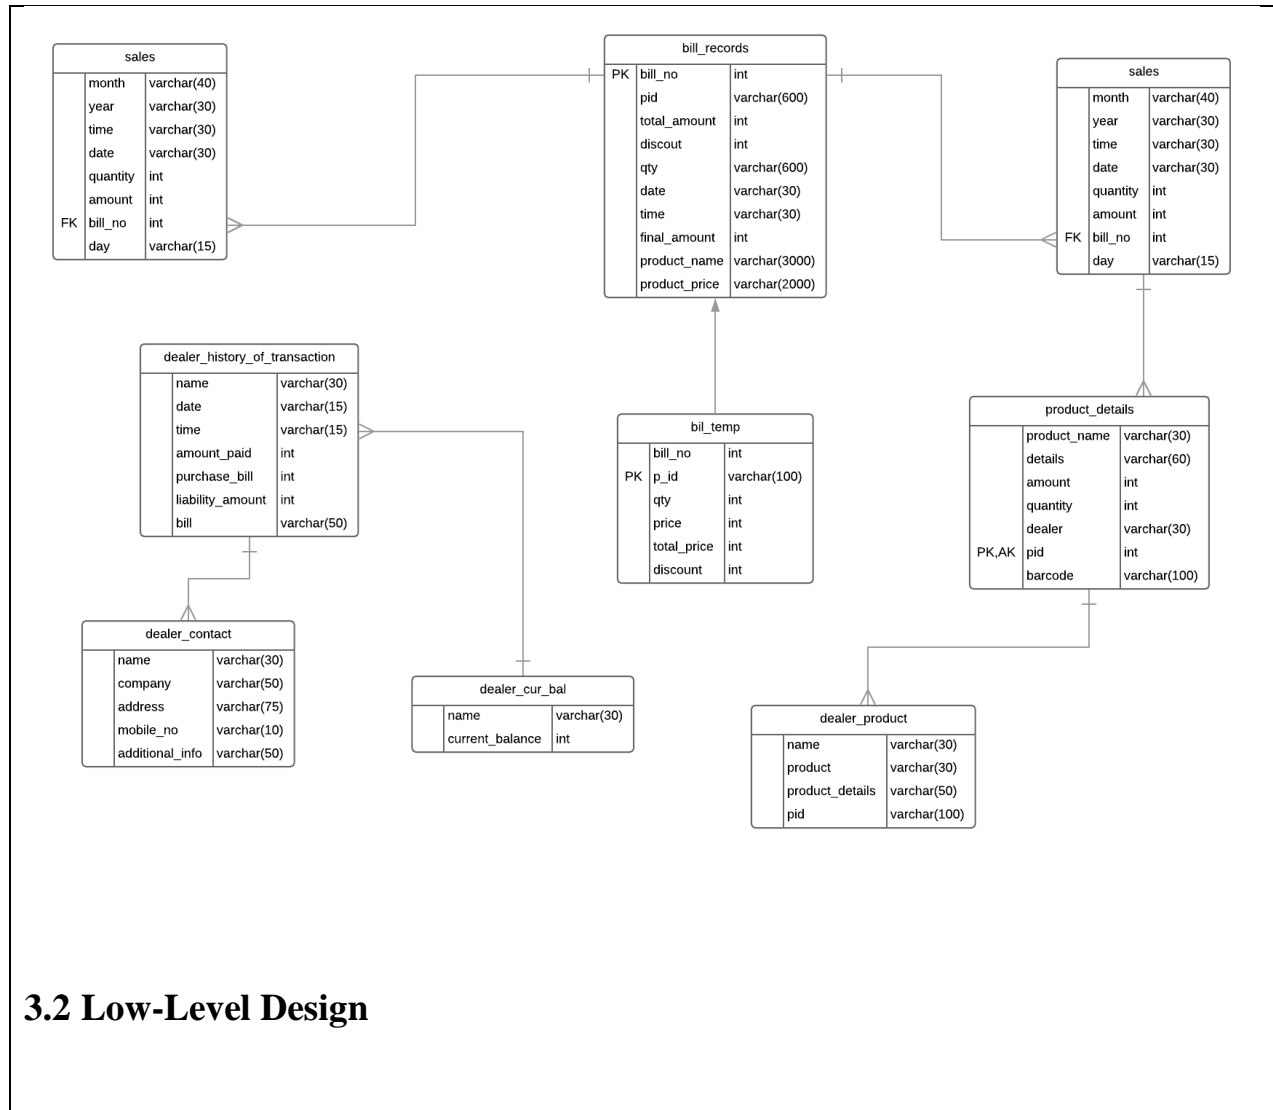 sales
month varchar(40)
year varchar(30)
time varchar(30)
date varchar(30)
quantity int
amount int
FK bill_no int
day varchar(15)
bill_records
PK bill_no int
pid varchar(600)
total_amount int
discout int
qty varchar(600)
date varchar(30)
time varchar(30)
final_amount int
product_name varchar(3000)
product_price varchar(2000)
sales
month varchar(40)
year varchar(30)
time varchar(30)
date varchar(30)
quantity int
amount int
FK bill_no int
day varchar(15)
dealer_history_of_transaction
name varchar(30)
date varchar(15)
time varchar(15)
amount_paid int
purchase_bill int
liability_amount int
bill varchar(50)
bil_temp
bill_no int
PK p_id varchar(100)
qty int
price int
total_price int
discount int
product_details
product_name varchar(30)
details varchar(60)
amount int
quantity int
dealer varchar(30)
PK,AK pid int
barcode varchar(100)
dealer_contact
name varchar(30)
company varchar(50)
address varchar(75)
mobile_no varchar(10)
additional_info varchar(50)
dealer_cur_bal
name varchar(30)
current_balance int
dealer_product
name varchar(30)
product varchar(30)
product_details varchar(50)
pid varchar(100)
3.2 Low-Level Design